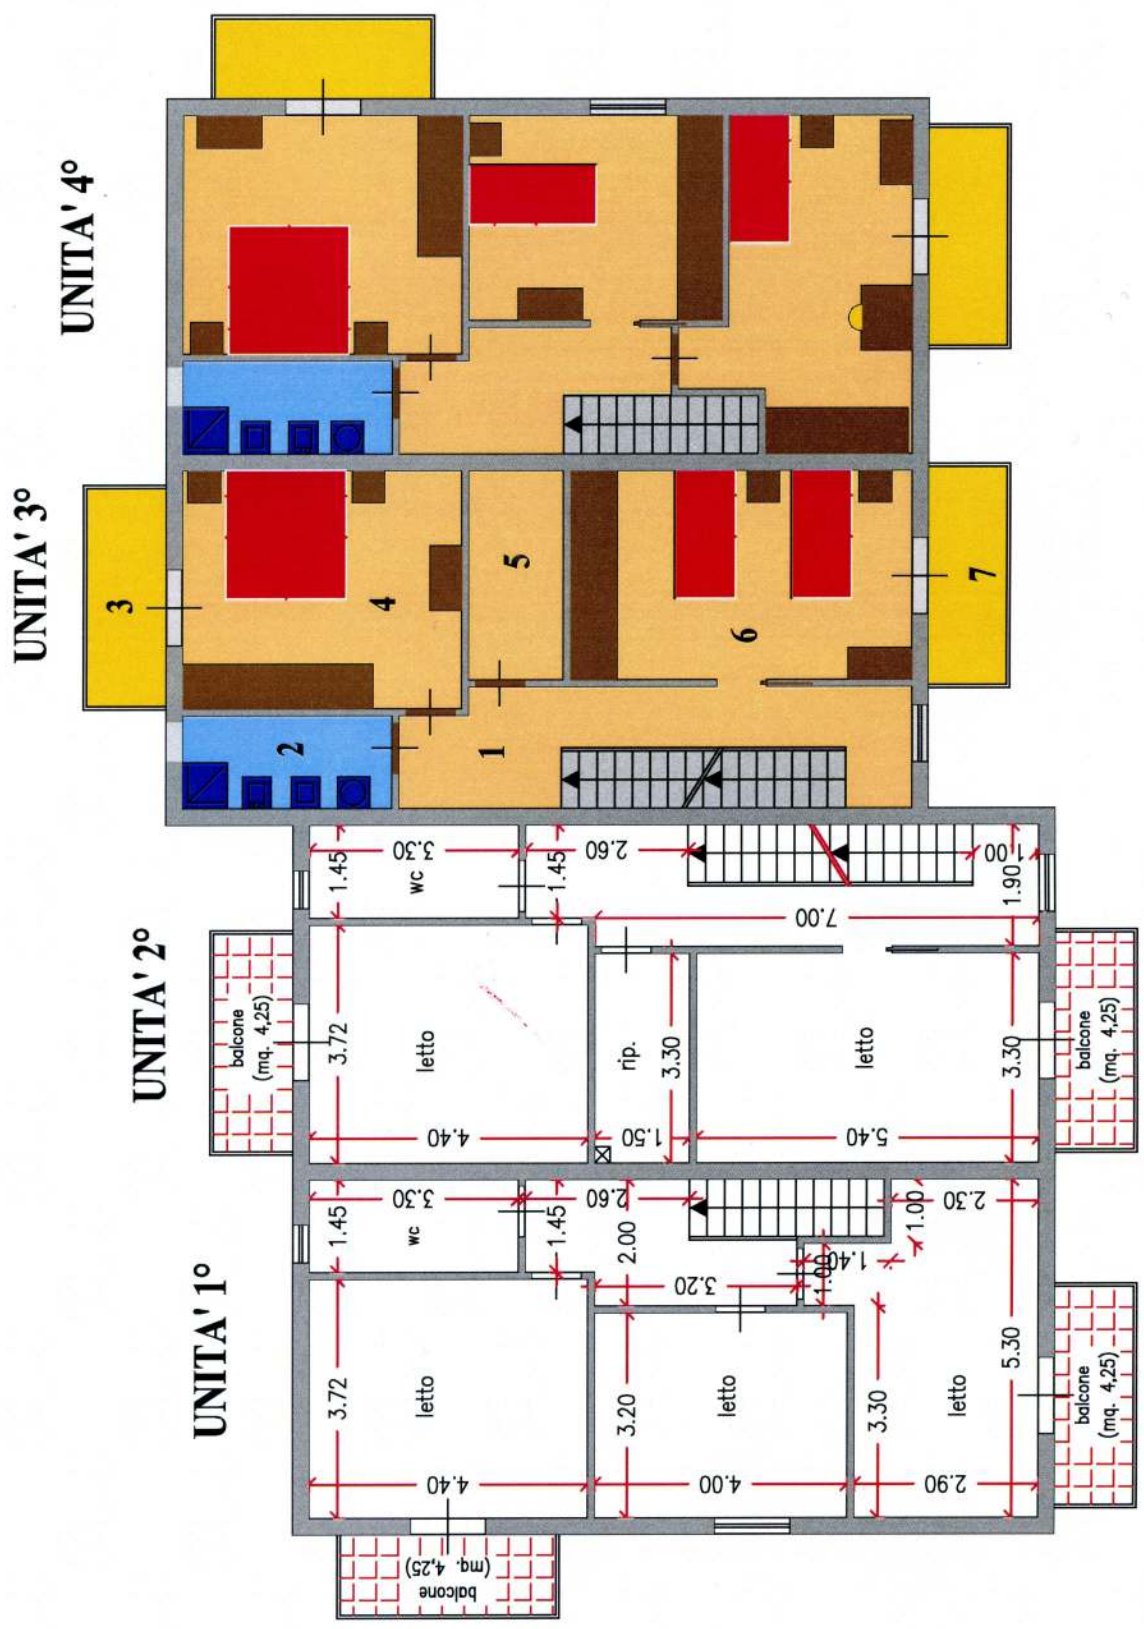 UNITA' 4°
UNITA' 3°
3
2
4
1
5
6
7
UNITA' 2°
balcone
(mq. 4,25)
1.45
3.30
wc
1.45
2.60
1.00
1.90
7.00
3.72
letto
4.40
rip.
3.30
1.50
letto
3.30
5.40
balcone
(mq. 4,25)
UNITA' 1°
1.45
3.30
wc
1.45
2.60
2.00
3.20
1.00
1.40
1.00
2.30
3.72
letto
4.40
3.20
letto
4.00
3.30
letto
2.90
5.30
balcone
(mq. 4,25)
balcone
(mq. 4,25)